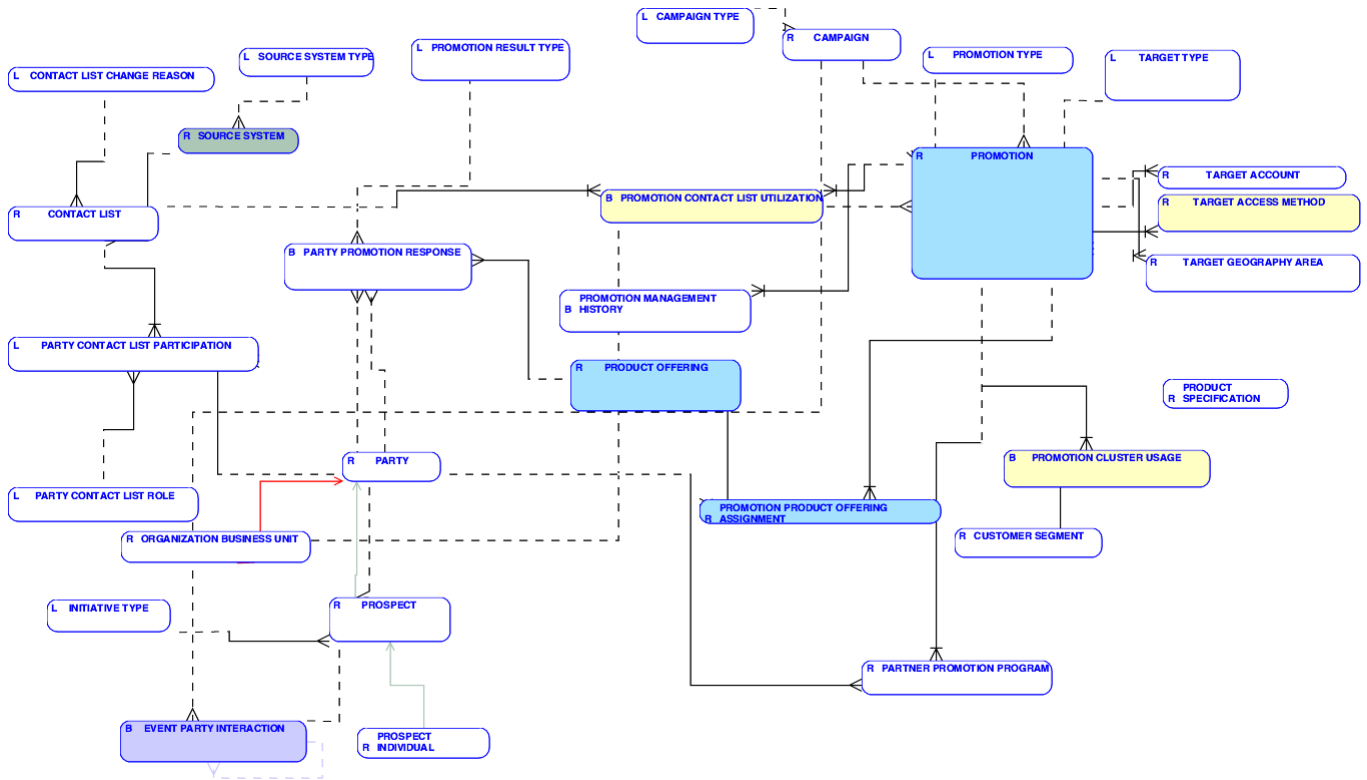 L CAMPAIGN TYPE
R CAMPAIGN
L PROMOTION RESULT TYPE
L SOURCE SYSTEM TYPE
L PROMOTION TYPE
L TARGET TYPE
L CONTACT LIST CHANGE REASON
R SOURCE SYSTEM
R PROMOTION
R TARGET ACCOUNT
B PROMOTION CONTACT LIST UTILIZATION
R TARGET ACCESS METHOD
R CONTACT LIST
B PARTY PROMOTION RESPONSE
R TARGET GEOGRAPHY AREA
PROMOTION MANAGEMENT
B HISTORY
L PARTY CONTACT LIST PARTICIPATION
R PRODUCT OFFERING
PRODUCT
R SPECIFICATION
R PARTY
B PROMOTION CLUSTER USAGE
L PARTY CONTACT LIST ROLE
PROMOTION PRODUCT OFFERING
R ASSIGNMENT
R ORGANIZATION BUSINESS UNIT
R CUSTOMER SEGMENT
L INITIATIVE TYPE
R PROSPECT
R PARTNER PROMOTION PROGRAM
B EVENT PARTY INTERACTION
PROSPECT
R INDIVIDUAL